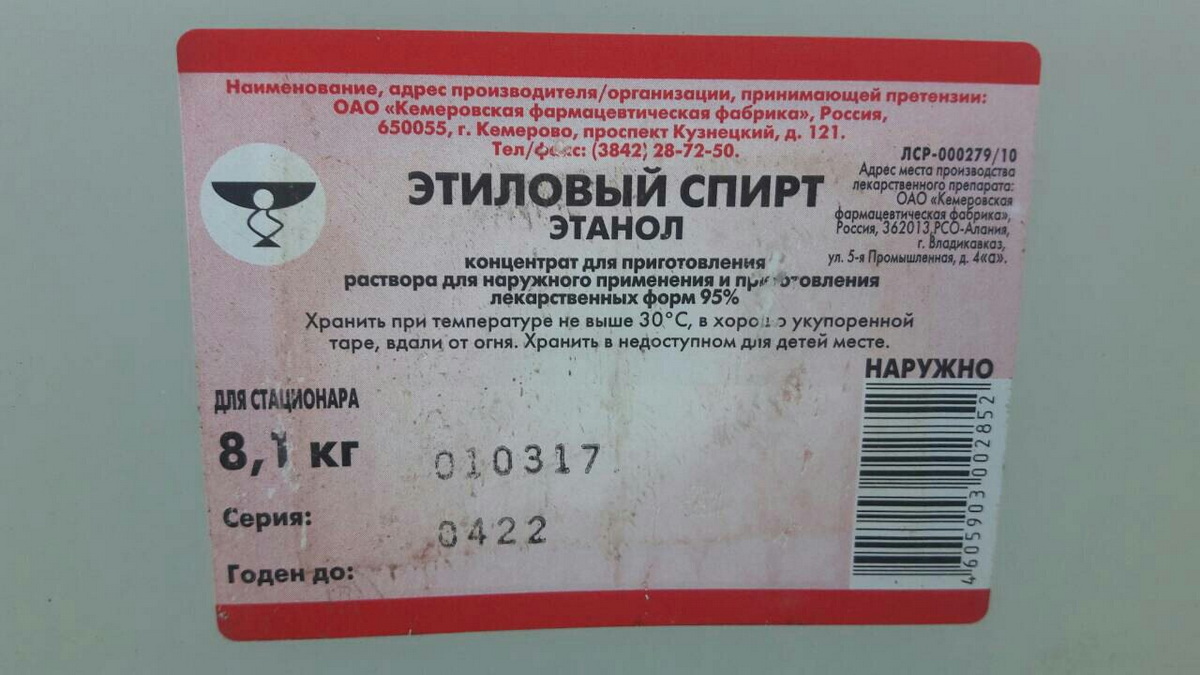 Наименование, адрес производителя/организации, принимающей претензии:
ОАО «Кемеровская фармацевтическая фабрика», Россия,
650055, г. Кемерово, проспект Кузнецкий, д. 121.
Тел/факс: (3842) 28-72-50.
ЭТИЛОВЫЙ СПИРТ
ЭТАНОЛ
концентрат для приготовления
раствора для наружного применения и приготовления
лекарственных форм 95%
Хранить при температуре не выше 30°С, в хорошо укупоренной
таре, вдали от огня. Хранить в недоступном для детей месте.
ЛСР-000279/10
Адрес места производства
лекарственного препарата:
ОАО «Кемеровская
фармацевтическая фабрика»,
Россия, 362013,РСО-Алания,
г. Владикавказ,
ул. 5-я Промышленная, д. 4«а».
НАРУЖНО
ДЛЯ СТАЦИОНАРА
8,1 кг
010317
Серия:
0422
Годен до:
4605903002852